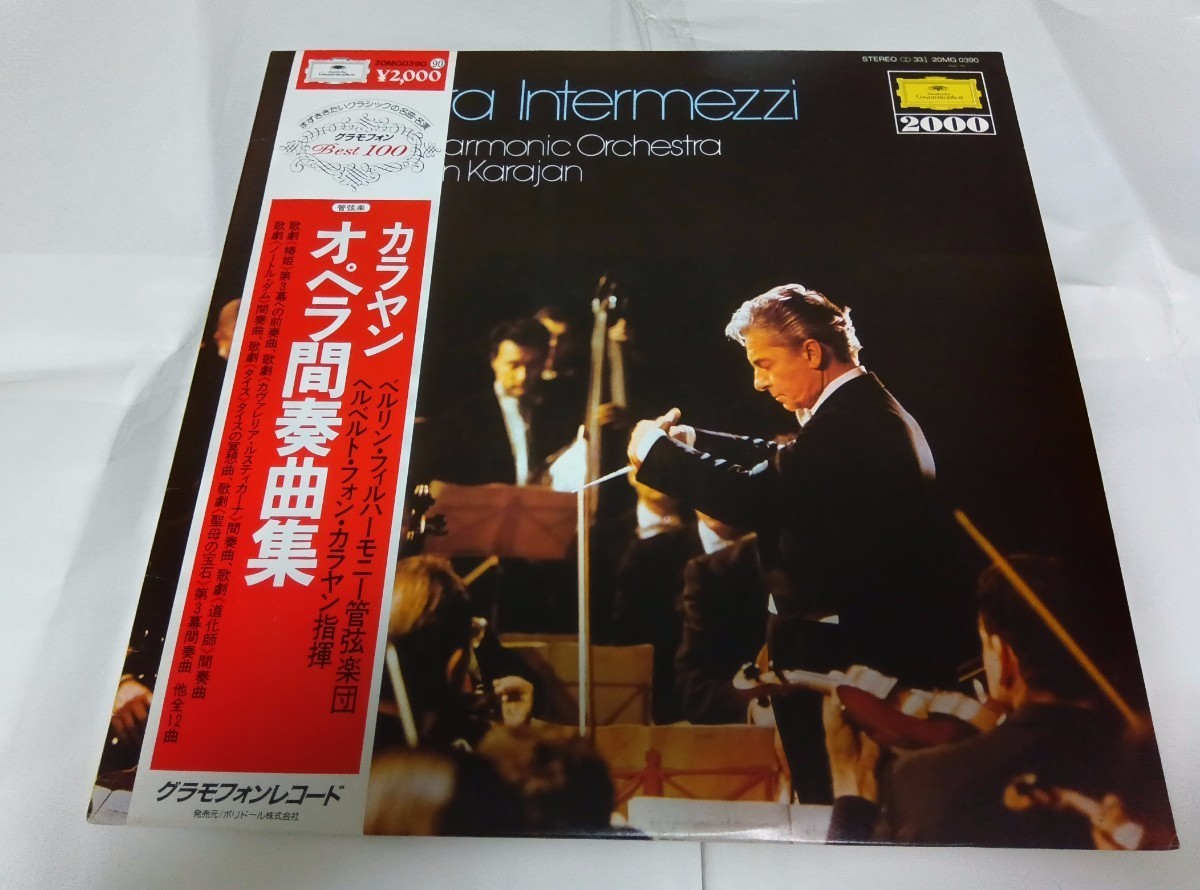 20MG0390 90
¥2,000
まずききたいクラシックの名曲・名演
グラモフォン
Best 100
管弦楽
カラヤン
オペラ間奏曲集
ベルリン・フィルハーモニー管弦楽団
ヘルベルト・フォン・カラヤン指揮
歌劇《椿姫》第3幕への前奏曲、歌劇《カヴァレリア・ルスティカーナ》間奏曲、歌劇《道化師》間奏曲
歌劇《ノートル・ダム》間奏曲、歌劇《タイス》タイスの冥想曲、歌劇《聖母の宝石》第3幕間奏曲 他全12曲
グラモフォンレコード
発売元/ポリドール株式会社
ra Intermezzi
armonic Orchestra
n Karajan
STEREO 33⅓ 20MG 0390
Deutsche
Grammophon
2000